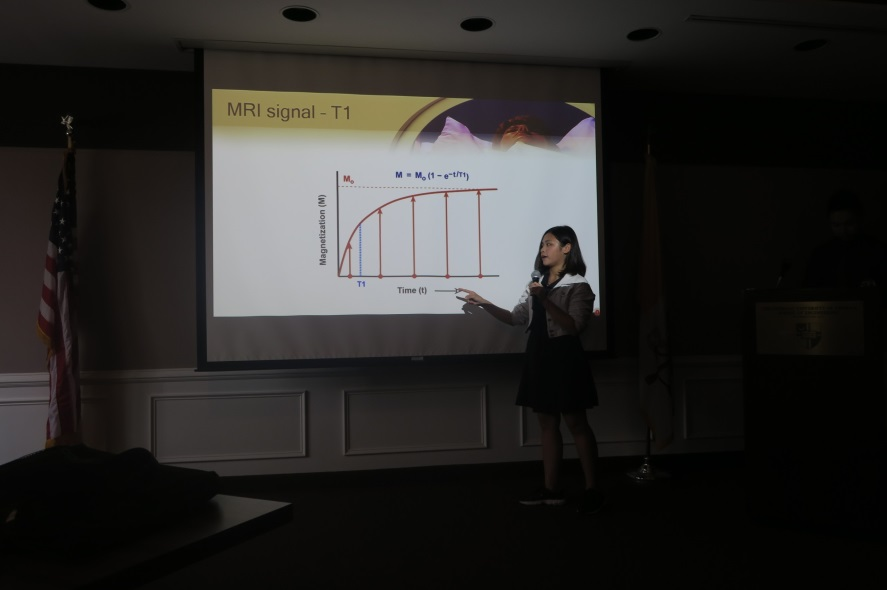 MRI signal - T1
M₀
M = M₀ (1 – e–t/T1)
Magnetization (M)
T1
Time (t)